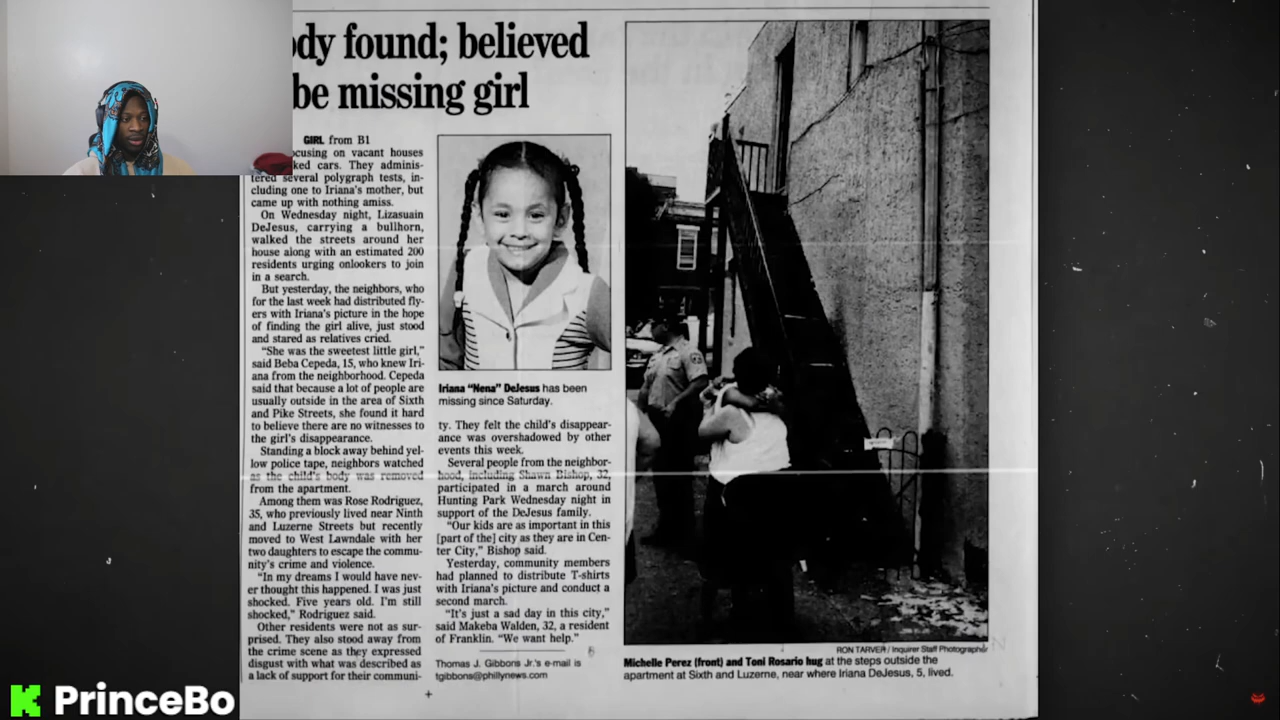 ody found; believed
be missing girl
GIRL from B1
cusing on vacant houses
ked cars. They adminis-
tered several polygraph tests, in-
cluding one to Iriana's mother, but
came up with nothing amiss.
On Wednesday night, Lizasuain
DeJesus, carrying a bullhorn,
walked the streets around her
house along with an estimated 200
residents urging onlookers to join
in a search.
But yesterday, the neighbors, who
for the last week had distributed fly-
ers with Iriana's picture in the hope
of finding the girl alive, just stood
and stared as relatives cried.
"She was the sweetest little girl,"
said Beba Cepeda, 15, who knew Iri-
ana from the neighborhood. Cepeda
said that because a lot of people are
usually outside in the area of Sixth
and Pike Streets, she found it hard
to believe there are no witnesses to
the girl's disappearance.
Standing a block away behind yel-
low police tape, neighbors watched
as the child's body was removed
from the apartment.
Among them was Rose Rodriguez,
35, who previously lived near Ninth
and Luzerne Streets but recently
moved to West Lawndale with her
two daughters to escape the commu-
nity's crime and violence.
"In my dreams I would have nev-
er thought this happened. I was just
shocked. Five years old. I'm still
shocked," Rodriguez said.
Other residents were not as sur-
prised. They also stood away from
the crime scene as they expressed
disgust with what was described as
a lack of support for their communi-
Iriana "Nena" DeJesus has been
missing since Saturday.
ty. They felt the child's disappear-
ance was overshadowed by other
events this week.
Several people from the neighbor-
hood, including Shawn Bishop, 32,
participated in a march around
Hunting Park Wednesday night in
support of the DeJesus family.
"Our kids are as important in this
[part of the] city as they are in Cen-
ter City," Bishop said.
Yesterday, community members
had planned to distribute T-shirts
with Iriana's picture and conduct a
second march.
"It's just a sad day in this city,"
said Makeba Walden, 32, a resident
of Franklin. "We want help."
Thomas J. Gibbons Jr.'s e-mail is
tgibbons@phillynews.com
RON TARVER / Inquirer Staff Photographer
Michelle Perez (front) and Toni Rosario hug at the steps outside the
apartment at Sixth and Luzerne, near where Iriana DeJesus, 5, lived.
PrinceBo